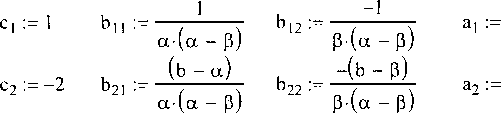 c₁ := 1 b₁₁ := 1/(α·(α − β)) b₁₂ := −1/(β·(α − β)) a₁ :=
c₂ := −2 b₂₁ := (b − α)/(α·(α − β)) b₂₂ := −(b − β)/(β·(α − β)) a₂ :=